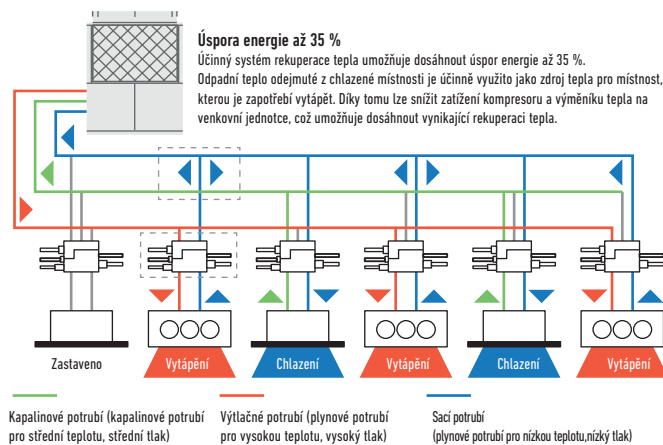 Úspora energie až 35 %
Účinný systém rekuperace tepla umožňuje dosáhnout úspor energie až 35 %.
Odpadní teplo odejmuté z chlazené místnosti je účinně využito jako zdroj tepla pro místnost,
kterou je zapotřebí vytápět. Díky tomu lze snížit zatížení kompresoru a výměníku tepla na
venkovní jednotce, což umožňuje dosáhnout vynikající rekuperaci tepla.
Zastaveno
Vytápění
Chlazení
Vytápění
Chlazení
Vytápění
Kapalinové potrubí (kapalinové potrubí
pro střední teplotu, střední tlak)
Výtlačné potrubí (plynové potrubí
pro vysokou teplotu, vysoký tlak)
Sací potrubí
(plynové potrubí pro nízkou teplotu,nízký tlak)